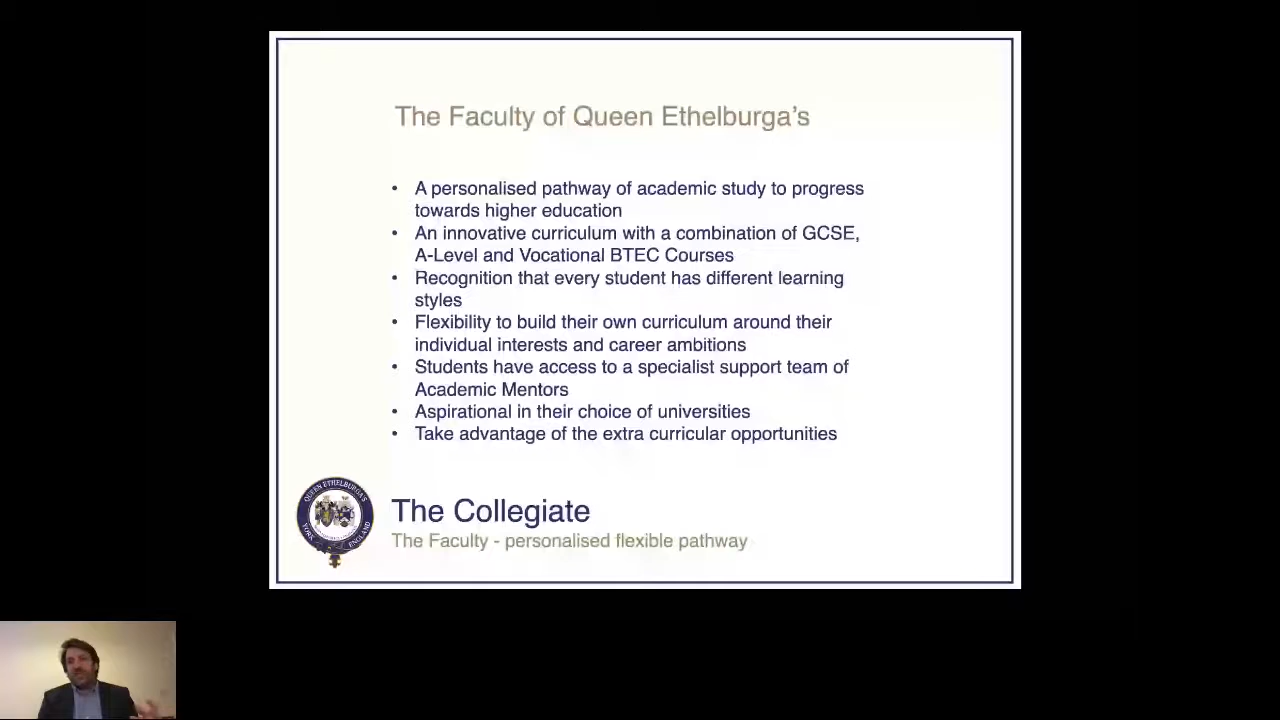 The Faculty of Queen Ethelburga's
• A personalised pathway of academic study to progress
towards higher education
• An innovative curriculum with a combination of GCSE,
A-Level and Vocational BTEC Courses
• Recognition that every student has different learning
styles
• Flexibility to build their own curriculum around their
individual interests and career ambitions
• Students have access to a specialist support team of
Academic Mentors
• Aspirational in their choice of universities
• Take advantage of the extra curricular opportunities
QUEEN ETHELBURGA'S
YORK ENGLAND
The Collegiate
The Faculty - personalised flexible pathway